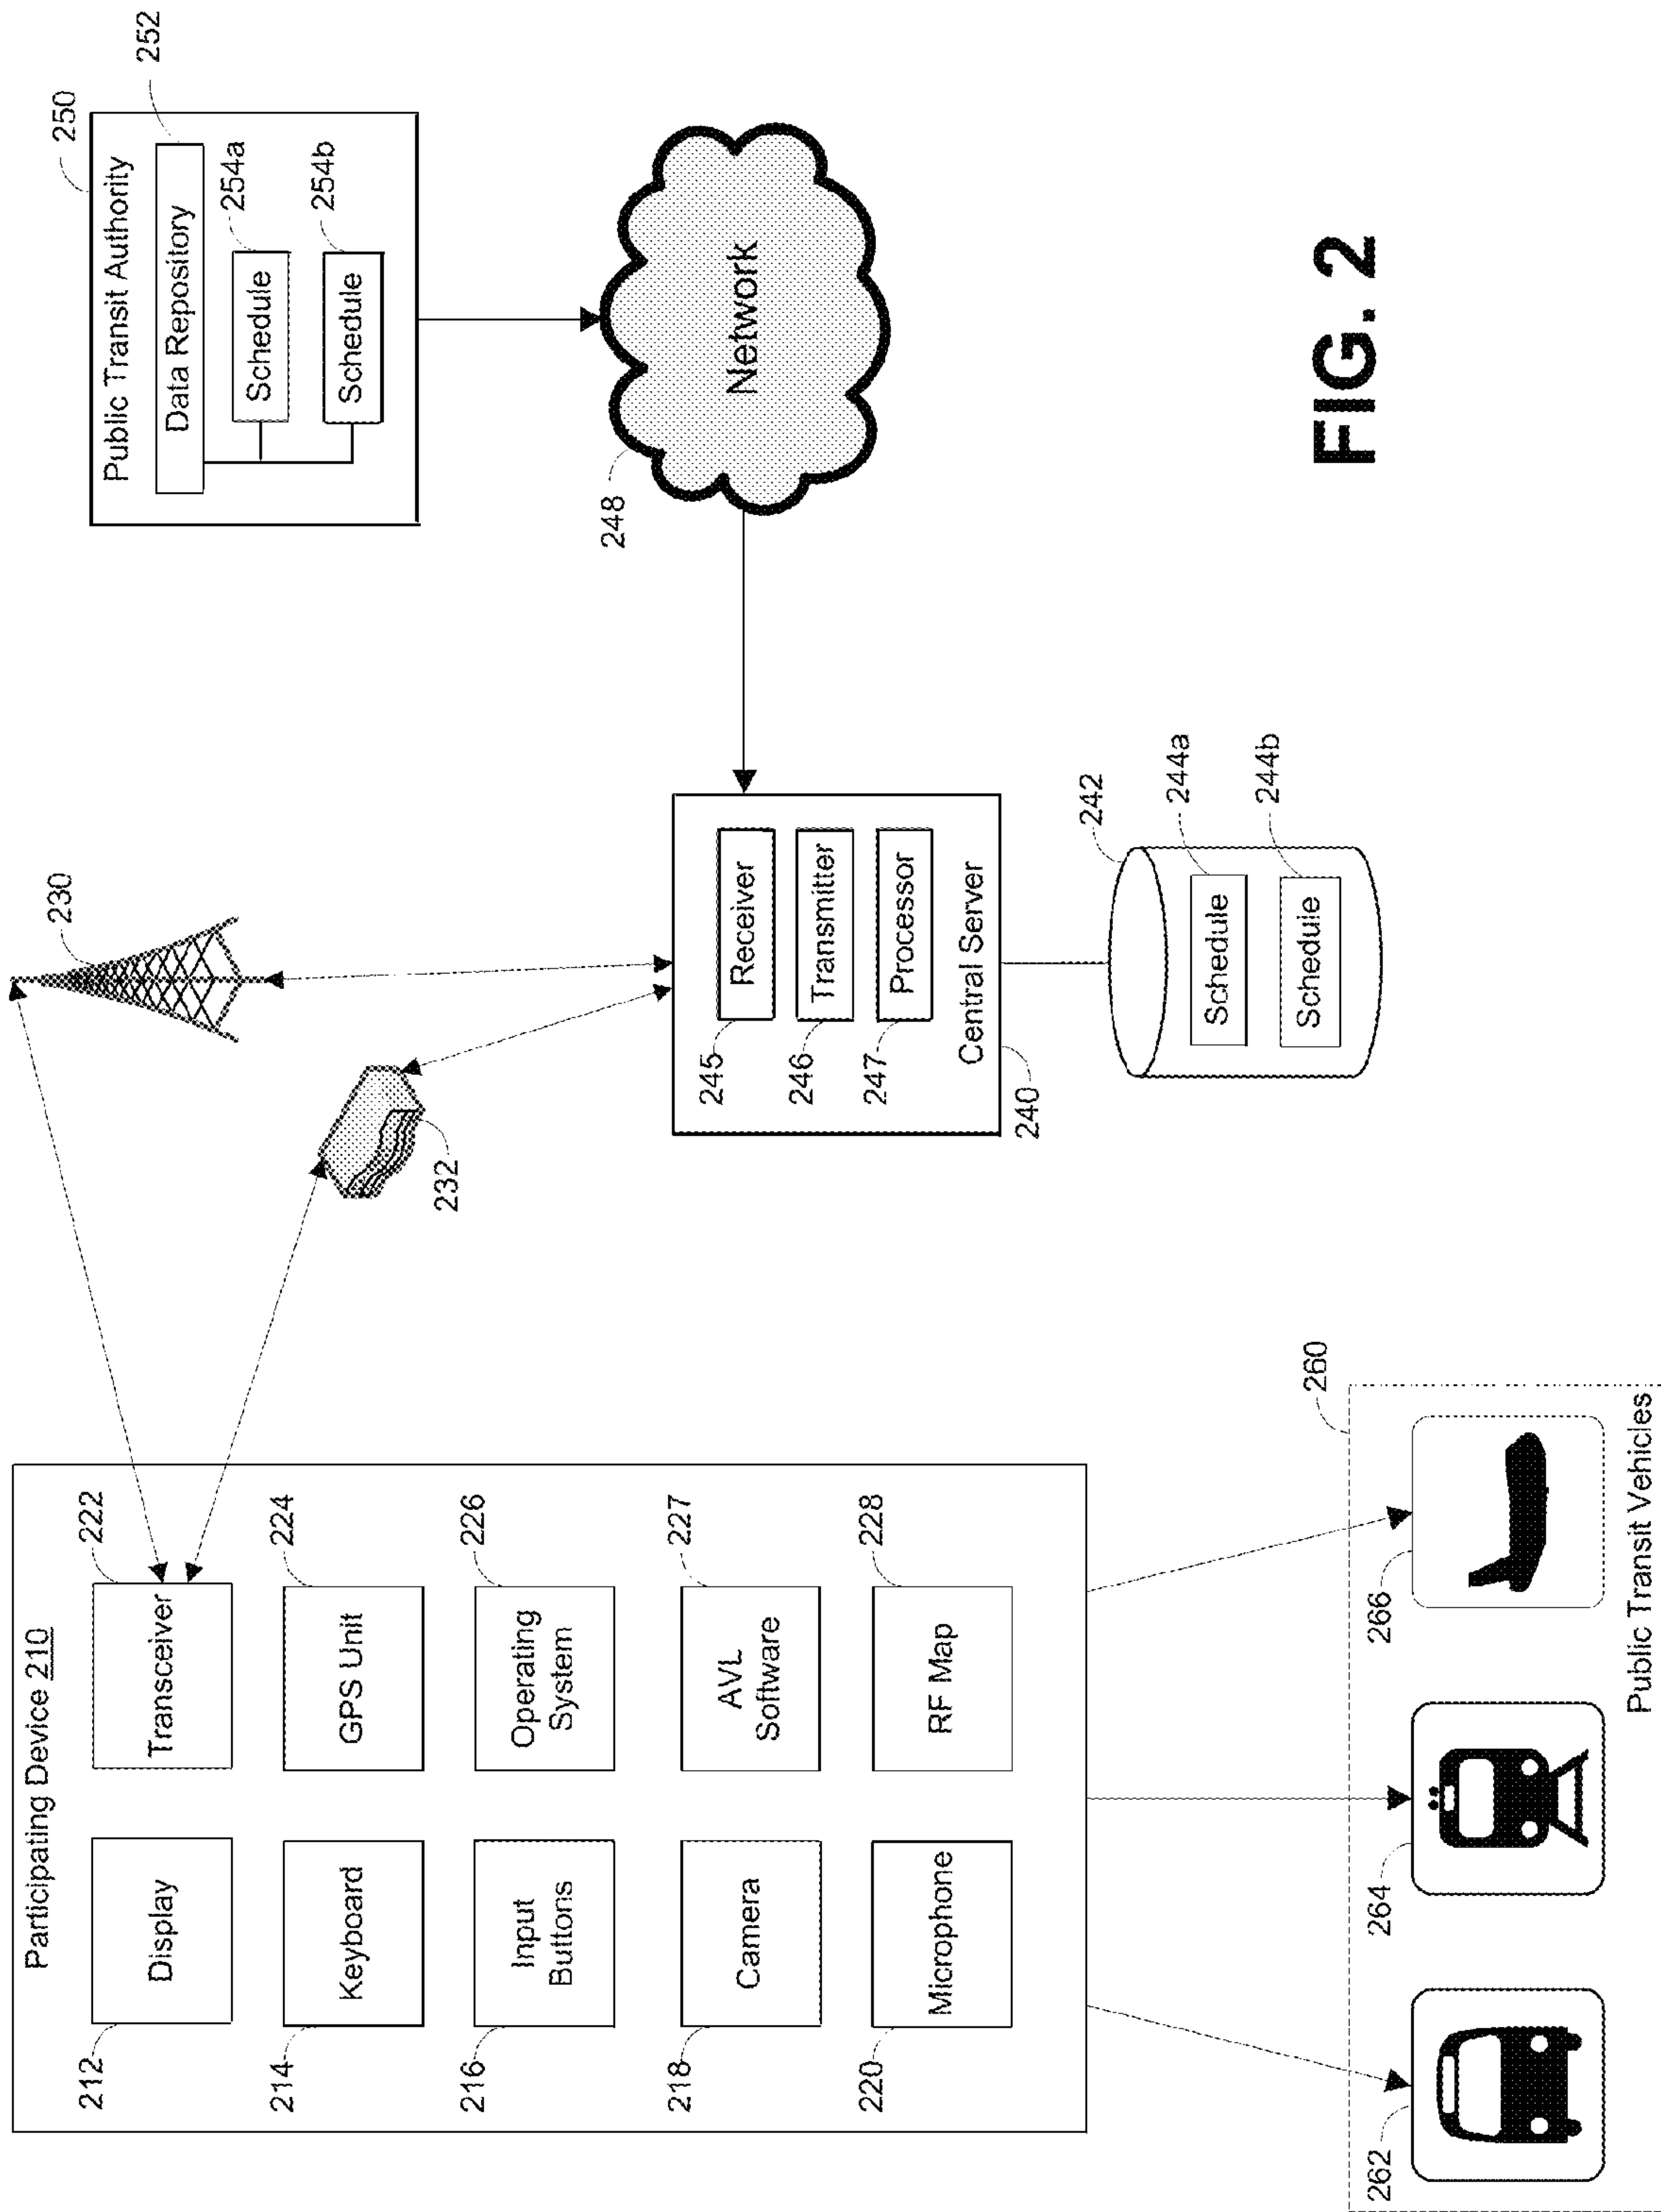 Participating Device 210
212
Display
222
Transceiver
214
Keyboard
224
GPS Unit
216
Input
Buttons
226
Operating
System
218
Camera
227
AVL
Software
220
Microphone
228
RF Map
260
262
264
266
Public Transit Vehicles
230
232
245
Receiver
246
Transmitter
247
Processor
Central Server
240
242
244a
Schedule
244b
Schedule
250
Public Transit Authority
252
Data Repository
254a
Schedule
254b
Schedule
248
Network
FIG. 2